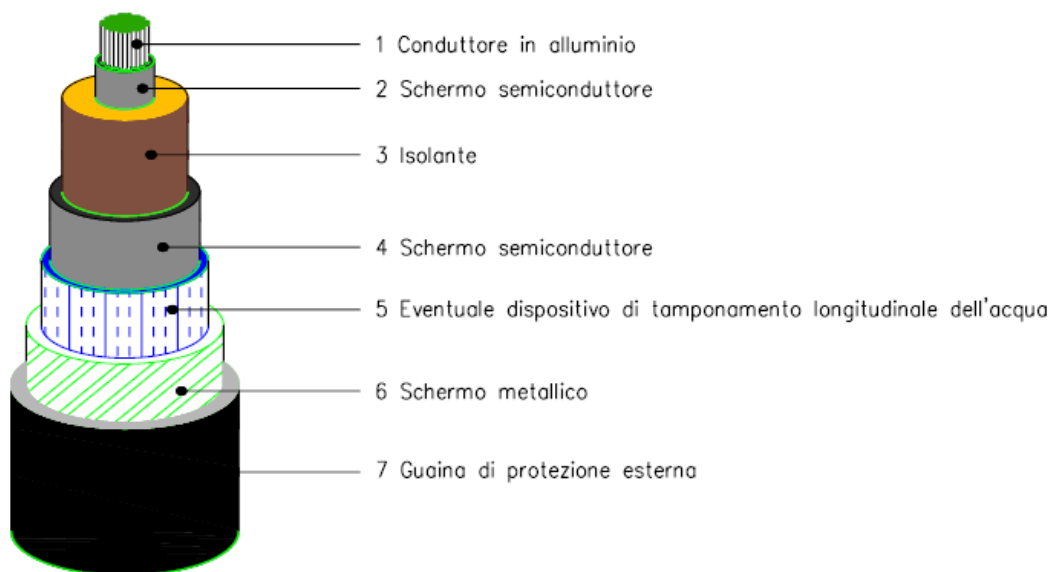 1 Conduttore in alluminio
2 Schermo semiconduttore
3 Isolante
4 Schermo semiconduttore
5 Eventuale dispositivo di tamponamento longitudinale dell'acqua
6 Schermo metallico
7 Guaina di protezione esterna